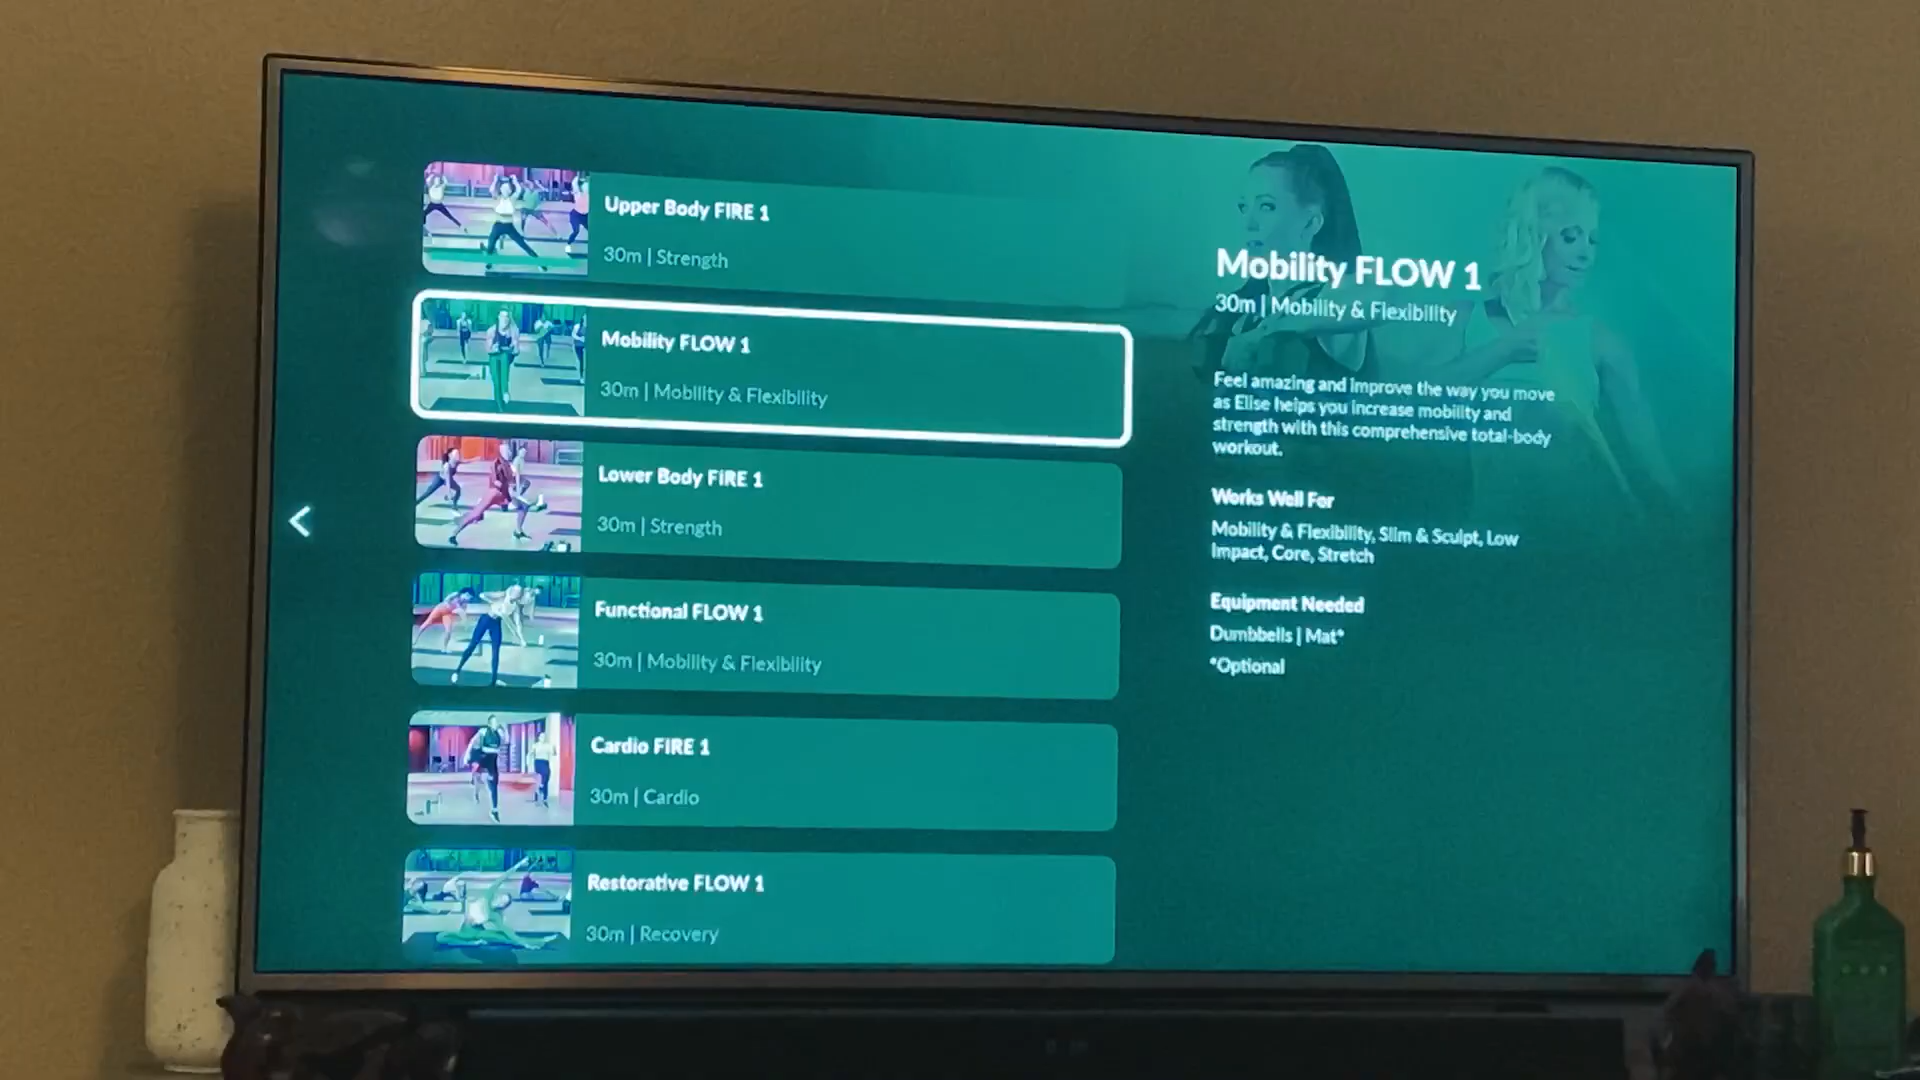 Upper Body FIRE 1
30m | Strength
Mobility FLOW 1
30m | Mobility & Flexibility
Lower Body FIRE 1
30m | Strength
Functional FLOW 1
30m | Mobility & Flexibility
Cardio FIRE 1
30m | Cardio
Restorative FLOW 1
30m | Recovery
Mobility FLOW 1
30m | Mobility & Flexibility
Feel amazing and improve the way you move
as Elise helps you increase mobility and
strength with this comprehensive total-body
workout.
Works Well For
Mobility & Flexibility, Slim & Sculpt, Low
Impact, Core, Stretch
Equipment Needed
Dumbbells | Mat*
*Optional